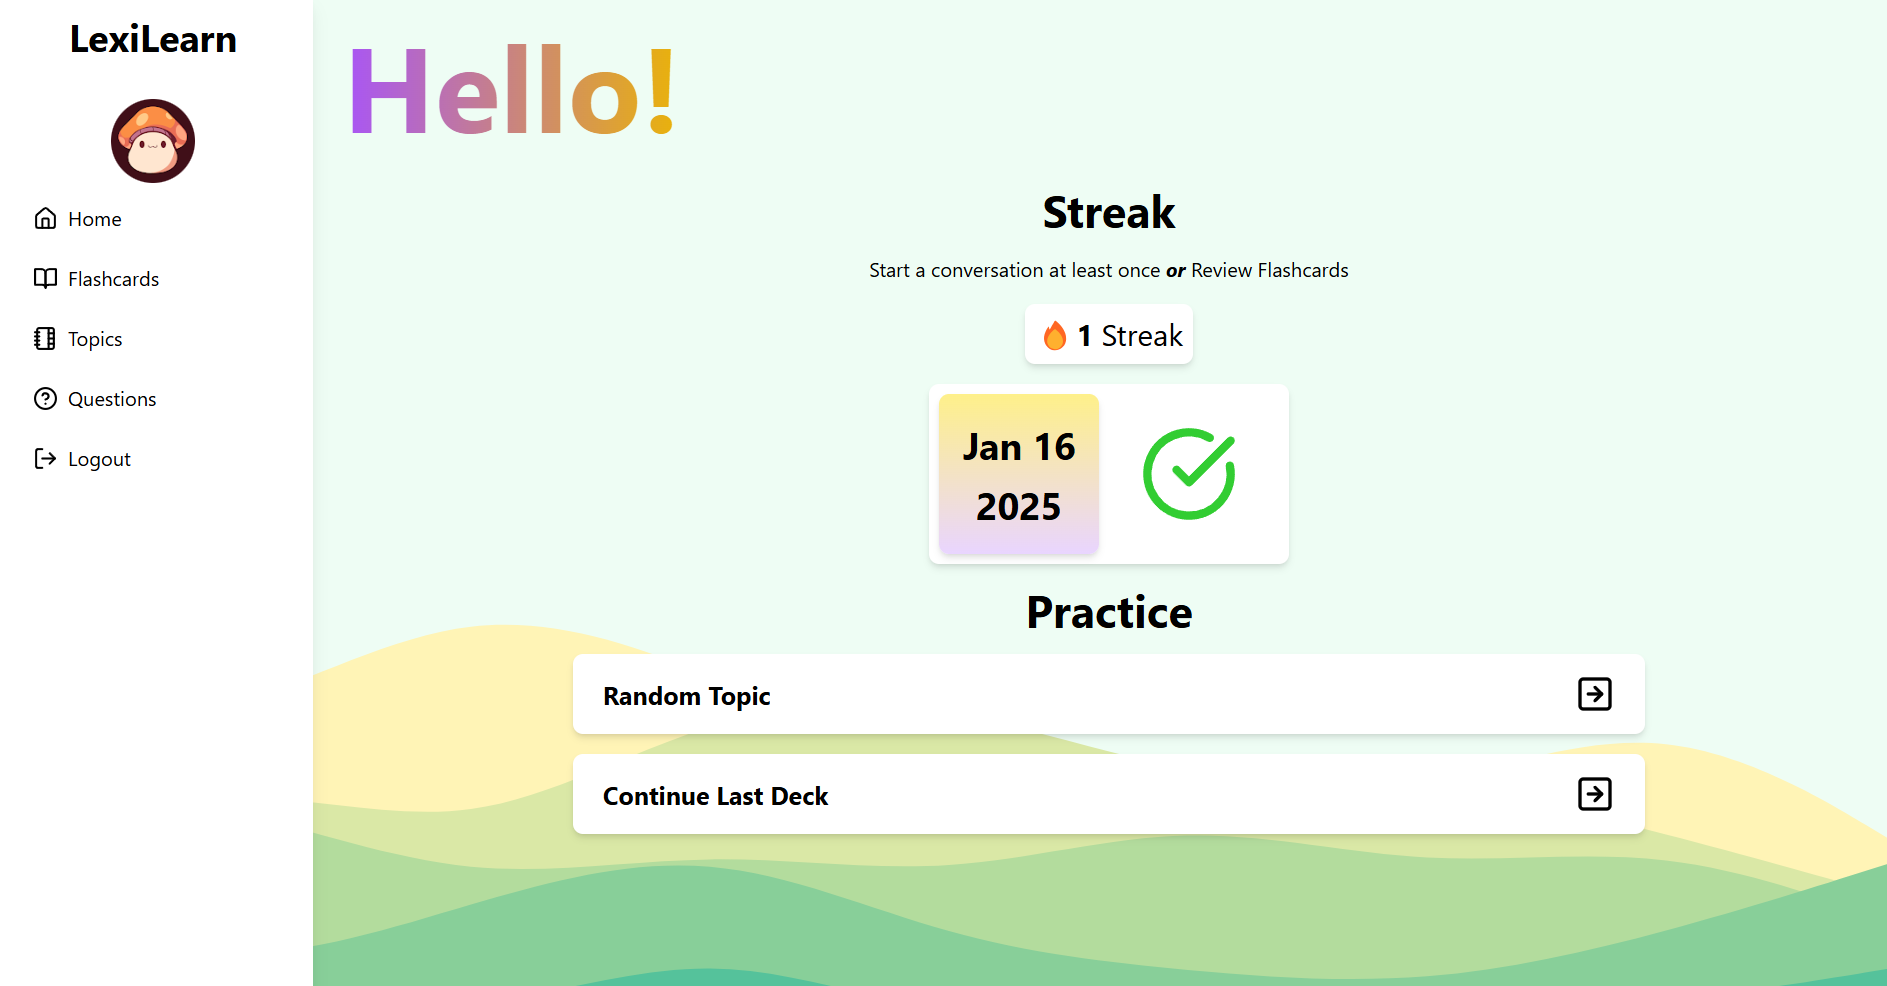 LexiLearn
Home
Flashcards
Topics
Questions
Logout
Hello!
Streak
Start a conversation at least once or Review Flashcards
1 Streak
Jan 16
2025
Practice
Random Topic
Continue Last Deck